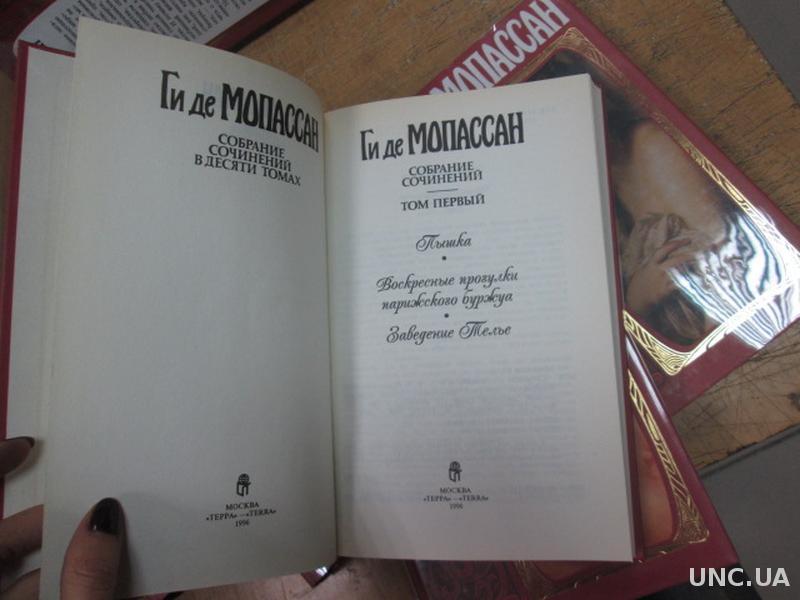 Ги де МОПАССАН
СОБРАНИЕ
СОЧИНЕНИЙ
В ДЕСЯТИ ТОМАХ
МОСКВА
«ТЕРРА» — «TERRA»
1996
Ги де МОПАССАН
СОБРАНИЕ
СОЧИНЕНИЙ
ТОМ ПЕРВЫЙ
Пышка
•
Воскресные прогулки
парижского буржуа
•
Заведение Телье
МОСКВА
«ТЕРРА» — «TERRA»
1996
МОПАССАН
UNC.UA